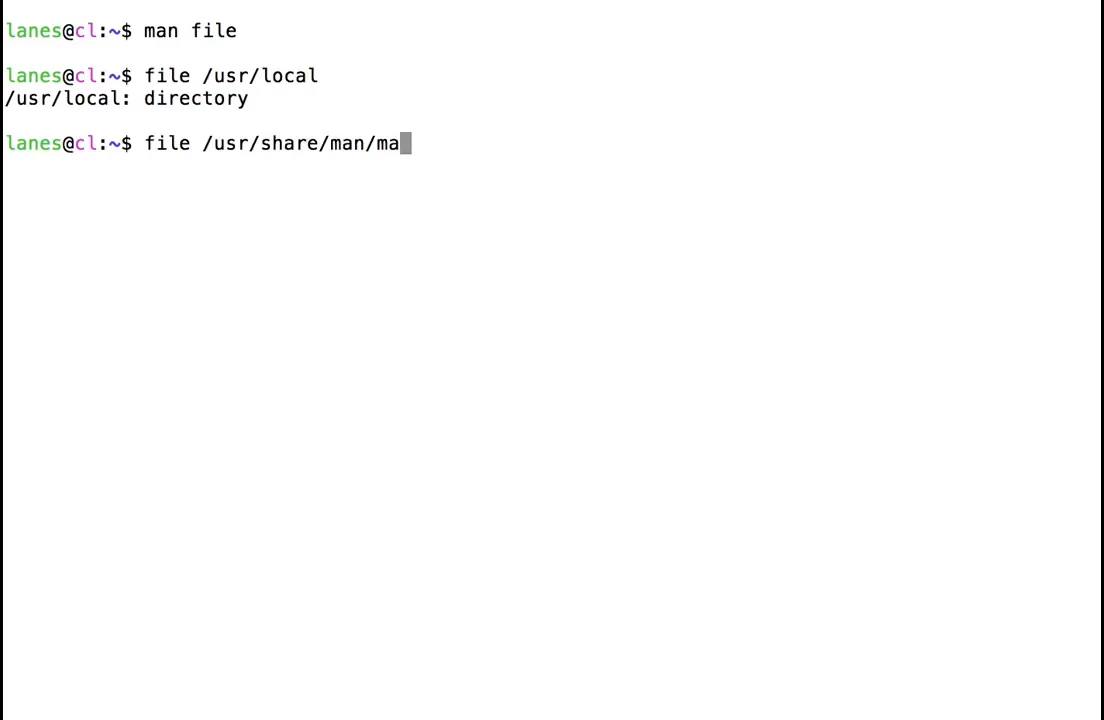 lanes@cl:~$ man file
lanes@cl:~$ file /usr/local
/usr/local: directory
lanes@cl:~$ file /usr/share/man/ma